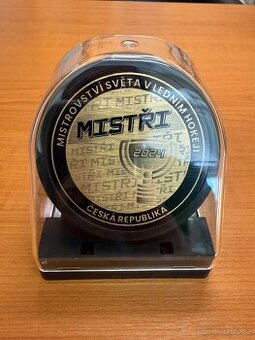 MISTROVSTVÍ SVĚTA V LEDNÍM HOKEJI
MISTŘI
2024
ČESKÁ REPUBLIKA